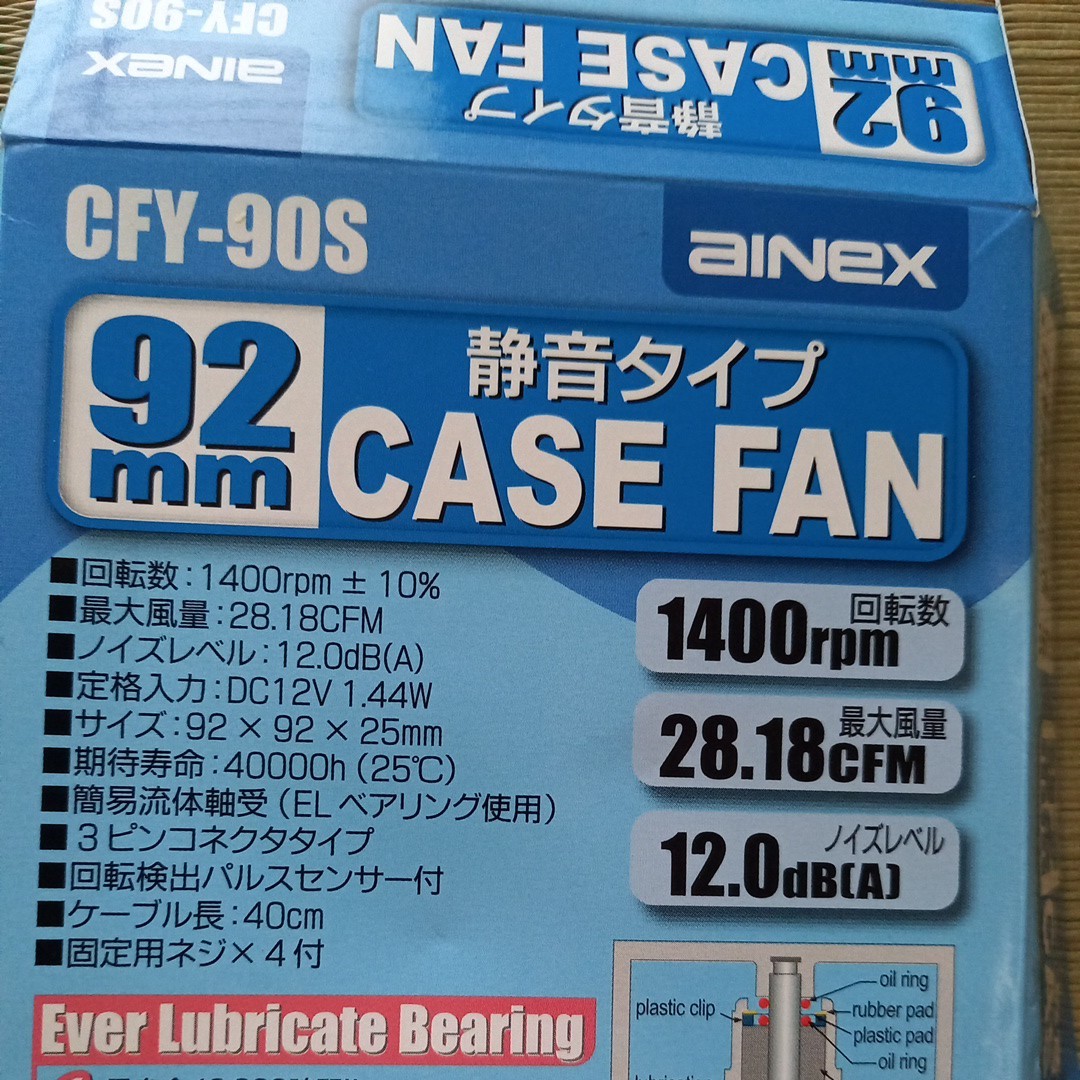 CFY-90S
AINEX
92mm
静音タイプ
CASE FAN
CFY-90S
AINEX
92mm
静音タイプ
CASE FAN
■回転数:1400rpm ± 10%
■最大風量:28.18CFM
■ノイズレベル:12.0dB(A)
■定格入力:DC12V 1.44W
■サイズ:92 × 92 × 25mm
■期待寿命:40000h (25℃)
■簡易流体軸受 (EL ベアリング使用)
■3ピンコネクタタイプ
■回転検出パルスセンサー付
■ケーブル長:40cm
■固定用ネジ×4付
回転数
1400rpm
最大風量
28.18CFM
ノイズレベル
12.0dB(A)
Ever Lubricate Bearing
plastic clip
oil ring
rubber pad
plastic pad
oil ring